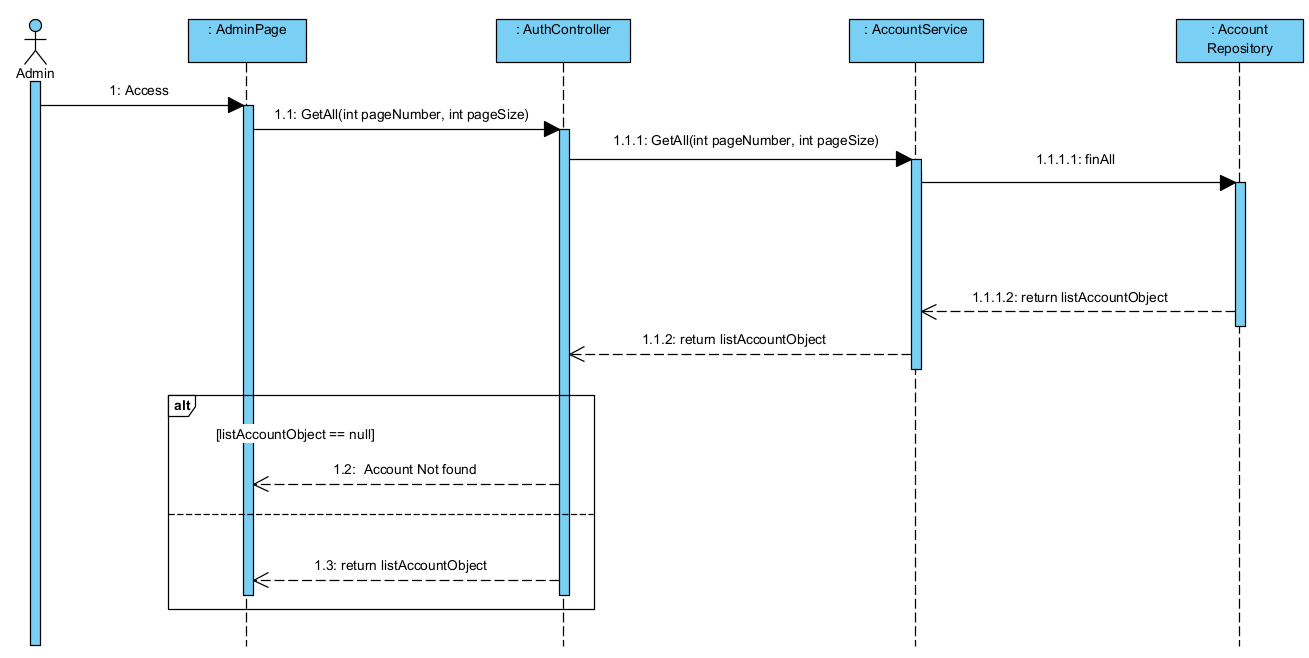 : AdminPage
: AuthController
: AccountService
: Account
Repository
Admin
1: Access
1.1: GetAll(int pageNumber, int pageSize)
1.1.1: GetAll(int pageNumber, int pageSize)
1.1.1.1: finAll
1.1.1.2: return listAccountObject
1.1.2: return listAccountObject
alt
[listAccountObject == null]
1.2:  Account Not found
1.3: return listAccountObject